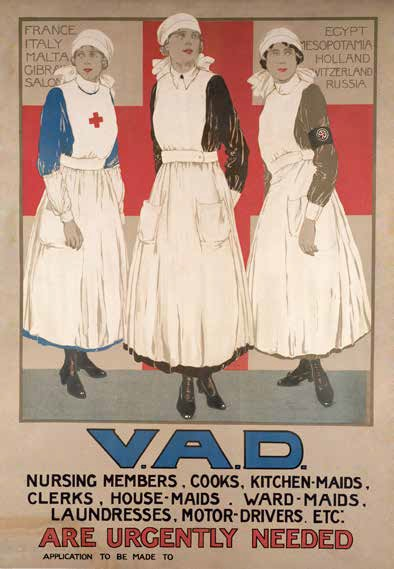 FRANCE
ITALY
MALTA
EGYPT
MESOPOTAMIA
HOLLAND
RUSSIA
V.A.D.
NURSING MEMBERS, COOKS, KITCHEN-MAIDS,
CLERKS, HOUSE-MAIDS, WARD-MAIDS,
LAUNDRESSES, MOTOR-DRIVERS. ETC.
ARE URGENTLY NEEDED
APPLICATION TO BE MADE TO